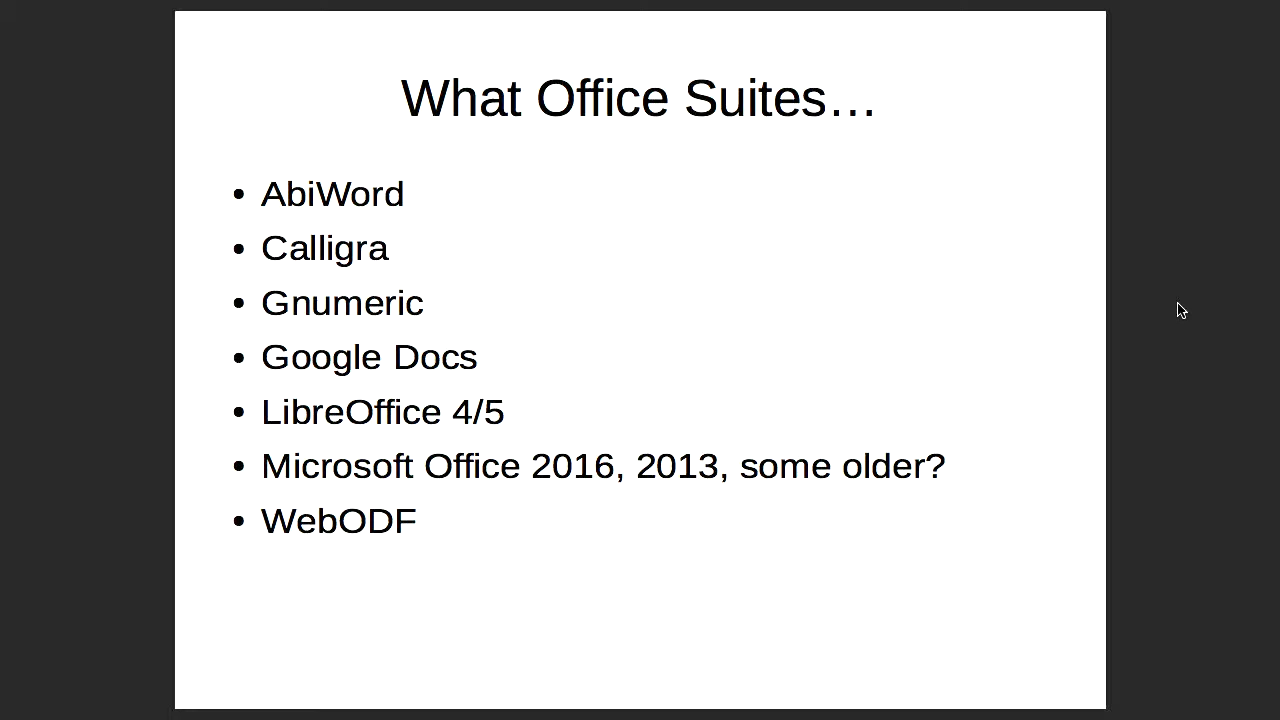 What Office Suites…
• AbiWord
• Calligra
• Gnumeric
• Google Docs
• LibreOffice 4/5
• Microsoft Office 2016, 2013, some older?
• WebODF